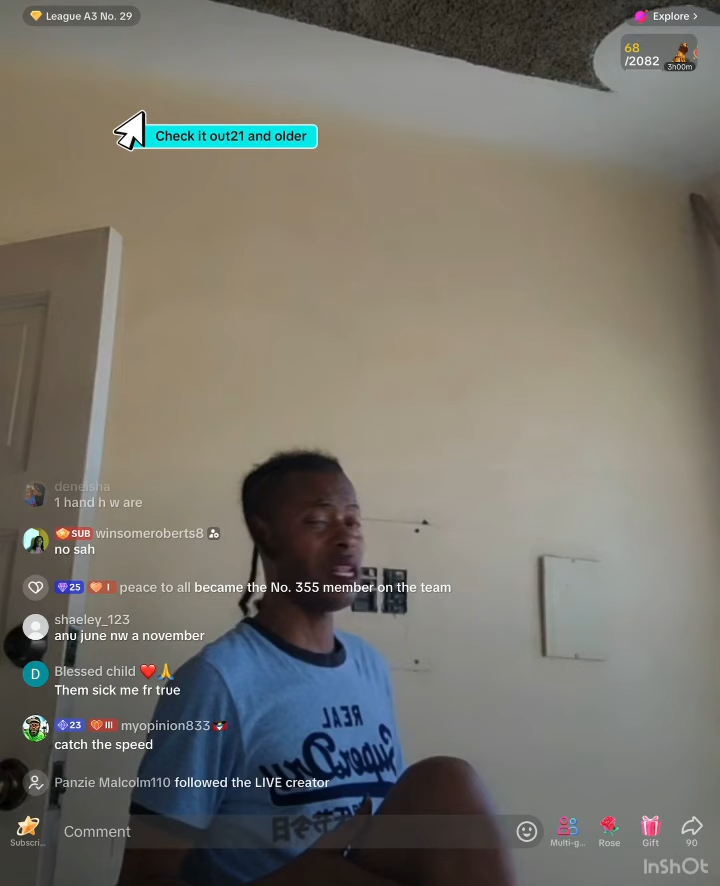 League A3 No. 29
Explore >
68
/2082
3h00m
Check it out21 and older
deneisha
1 hand h w are
SUB winsomeroberts8
no sah
25 I peace to all became the No. 355 member on the team
shaeley_123
anu june nw a november
D Blessed child ❤️🙏
Them sick me fr true
23 III myopinion833🇦🇬
catch the speed
Panzie Malcolm110 followed the LIVE creator
REAL
SuperDry
Comment
Subscri...
Multi-g...
Rose
Gift
90
InShOt